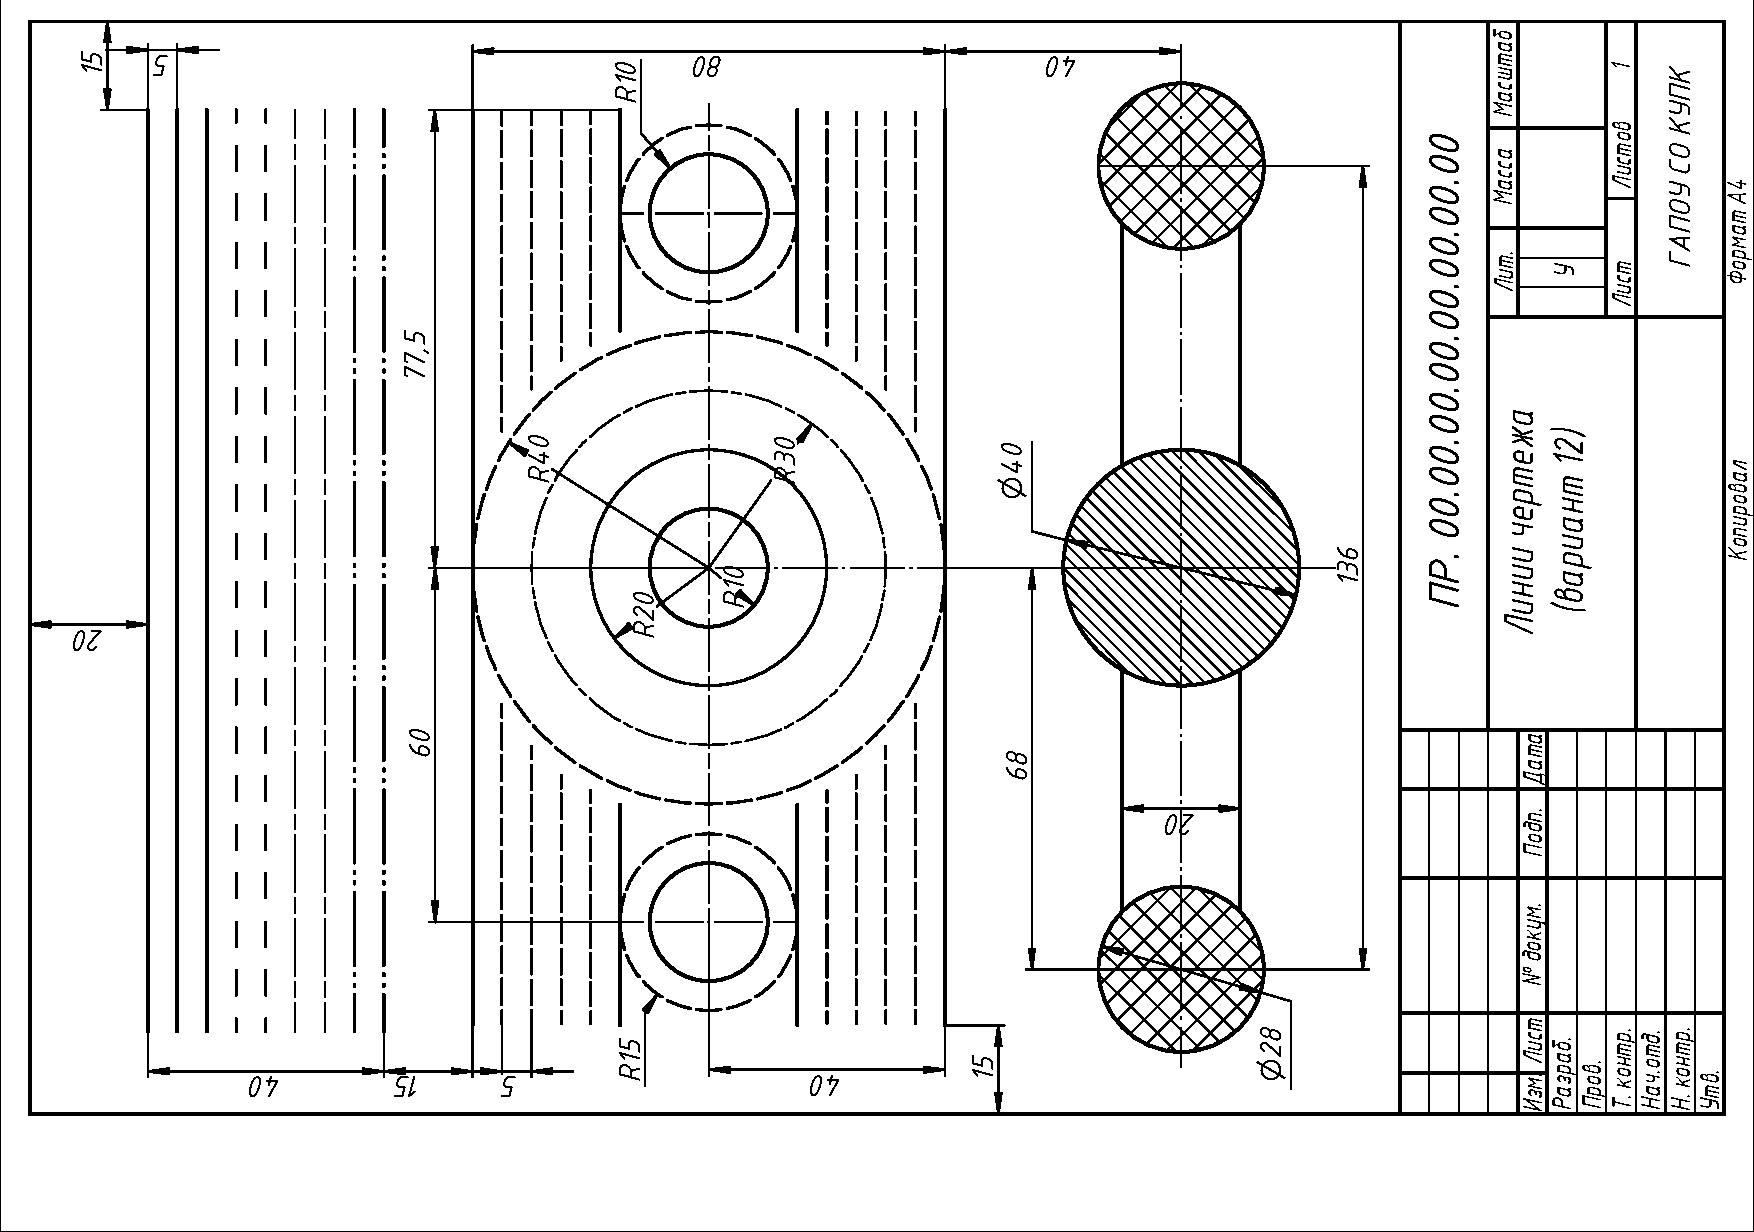 15
5
20
40
15
80
40
R10
77,5
60
R40
R30
R20
R10
R15
5
40
15
Ø40
68
136
20
Ø28
ПР. 00.00.00.00.00.00.00.00
Линии чертежа
(вариант 12)
Лит. Масса Масштаб
У
Лист Листов 1
ГАПОУ СО КУПК
Изм. Лист № докум. Подп. Дата
Разраб.
Пров.
Т. контр.
Нач.отд.
Н. контр.
Утв.
Копировал Формат А4